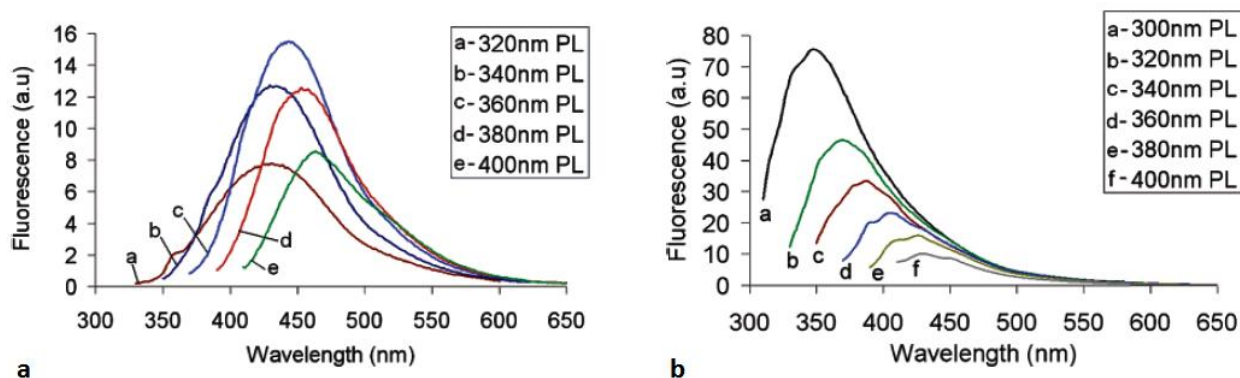 Fluorescence (a.u)
16
14
12
10
8
6
4
2
0
300 350 400 450 500 550 600 650
Wavelength (nm)
a
b
c
d
e
a- 320nm PL
b- 340nm PL
c- 360nm PL
d- 380nm PL
e- 400nm PL
a
Fluorescence (a.u)
80
70
60
50
40
30
20
10
0
300 350 400 450 500 550 600 650
Wavelength (nm)
a
b
c
d
e
f
a- 300nm PL
b- 320nm PL
c- 340nm PL
d- 360nm PL
e- 380nm PL
f- 400nm PL
b